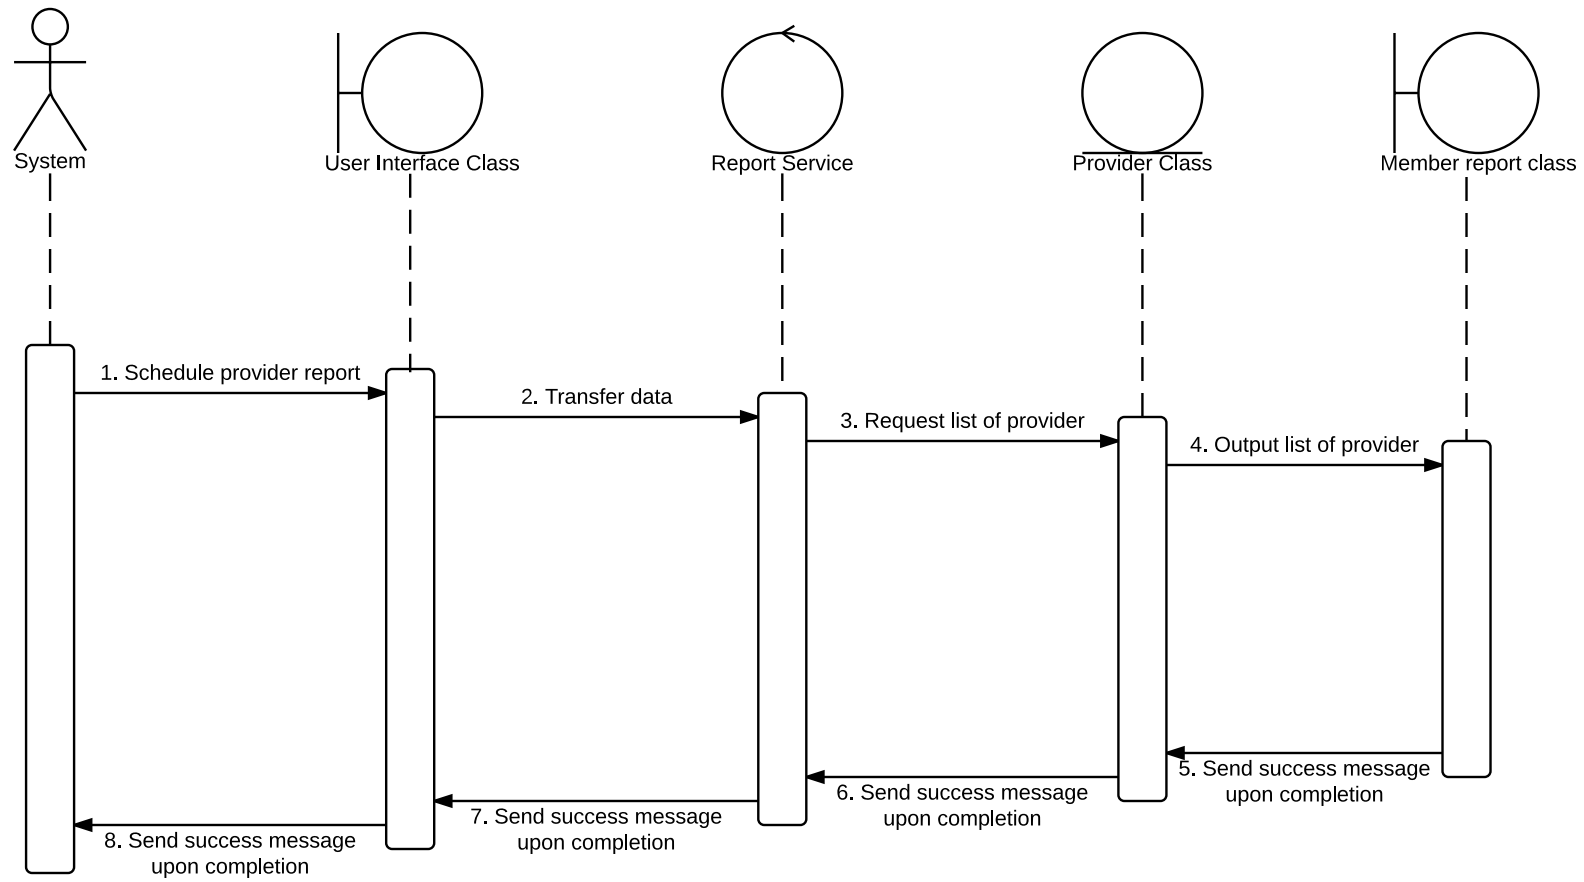 System
User Interface Class
Report Service
Provider Class
Member report class
1. Schedule provider report
2. Transfer data
3. Request list of provider
4. Output list of provider
5. Send success message
upon completion
6. Send success message
upon completion
7. Send success message
upon completion
8. Send success message
upon completion